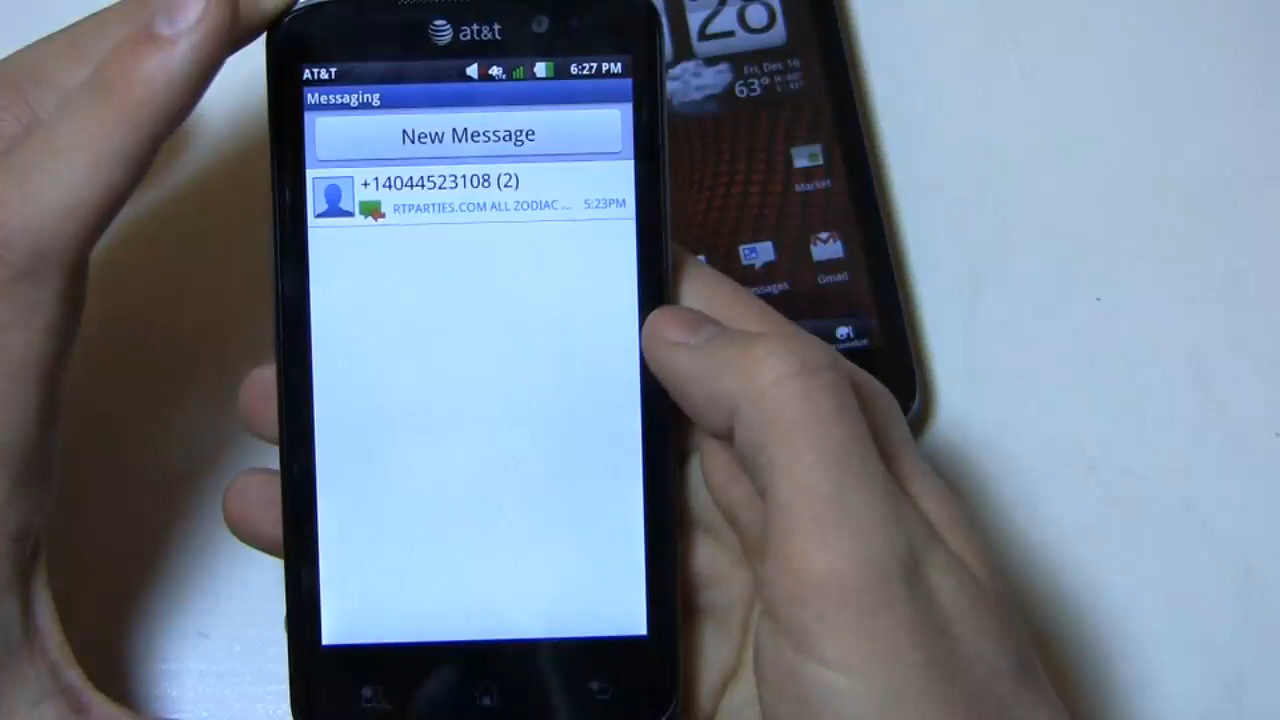 at&t
AT&T
6:27 PM
Messaging
New Message
+14044523108 (2)
RTPARTIES.COM ALL ZODIAC ...
5:23PM
28
Fri, Dec 16
63°
Market
Gmail